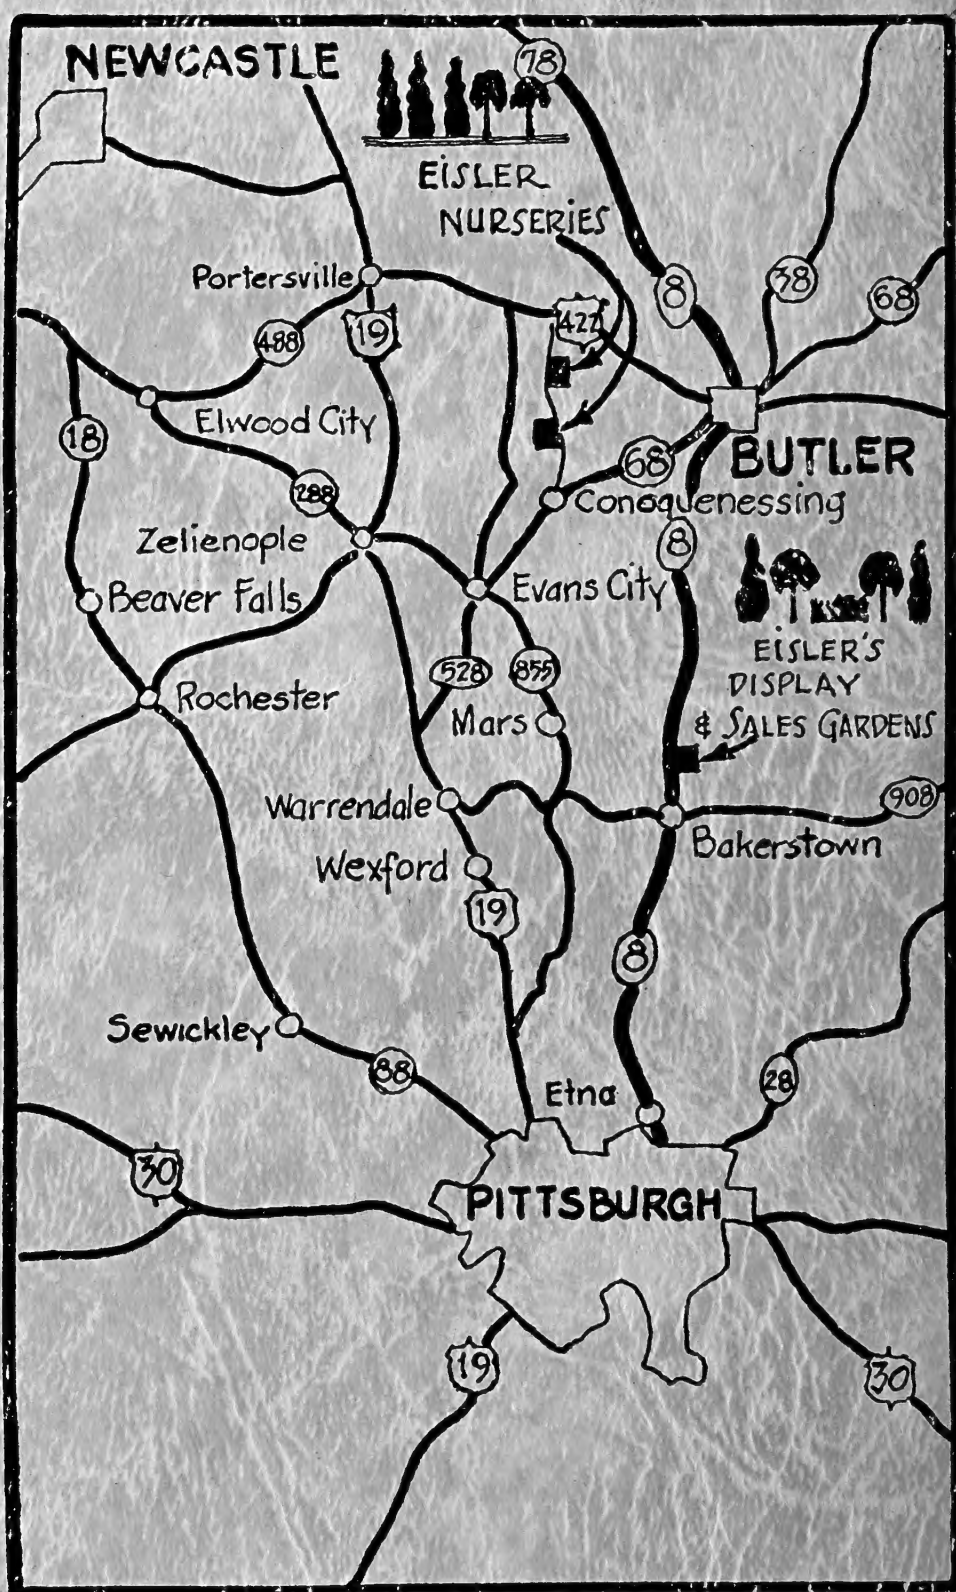 NEWCASTLE
78
EISLER
NURSERIES
Portersville
8
38
68
488
19
422
18
Elwood City
68
BUTLER
288
Conoquenessing
Zelienople
8
Beaver Falls
Evans City
EISLER'S
DISPLAY
& SALES GARDENS
528
855
Rochester
Mars
Warrendale
908
Bakerstown
Wexford
19
8
Sewickley
88
Etna
28
30
PITTSBURGH
19
30